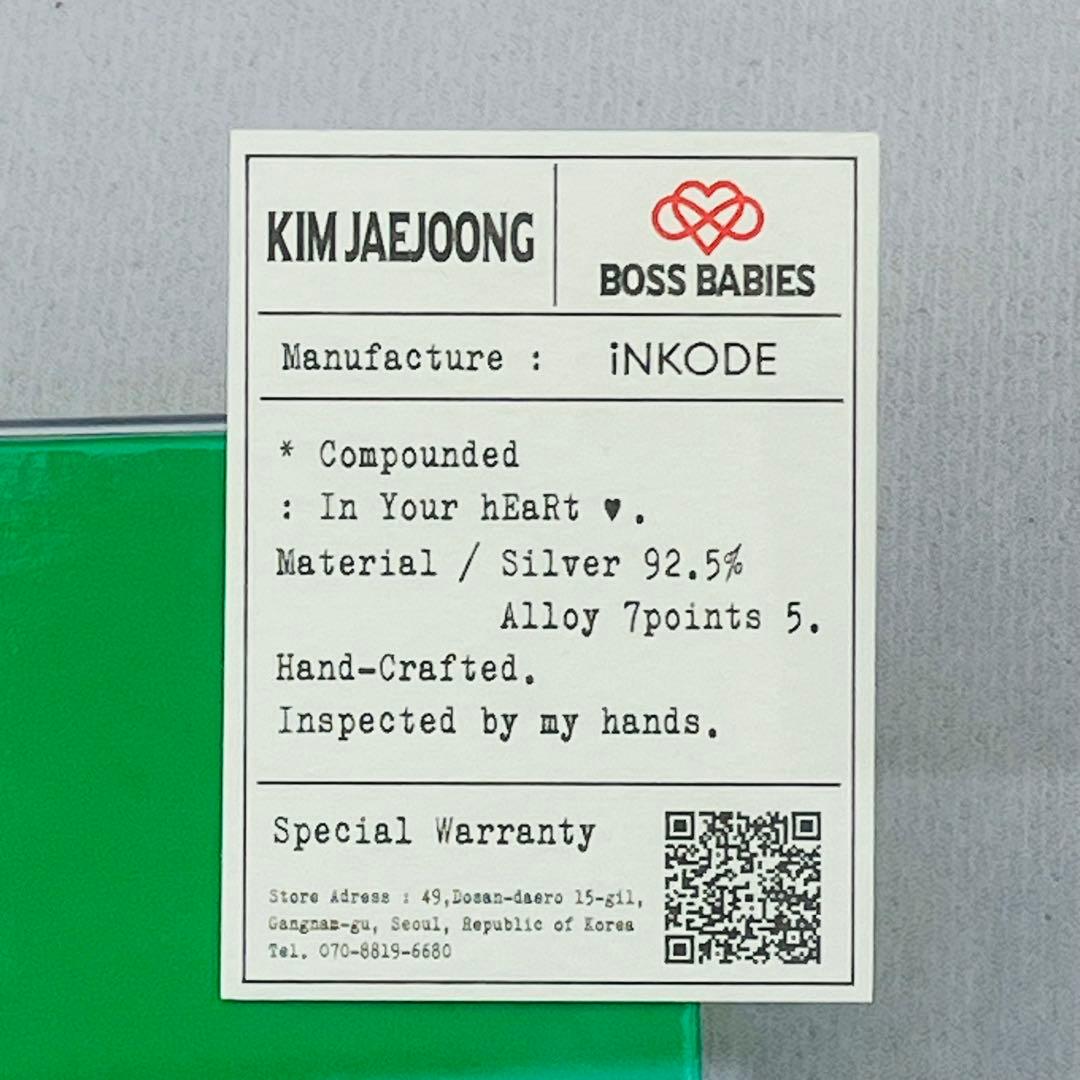 KIM JAEJOONG
BOSS BABIES
Manufacture : iNKODE
* Compounded
: In Your hEaRt ♥.
Material / Silver 92.5%
Alloy 7points 5.
Hand-Crafted.
Inspected by my hands.
Special Warranty
Store Adress : 49,Dosan-daero 15-gil,
Gangnam-gu, Seoul, Republic of Korea
Tel. 070-8819-6680